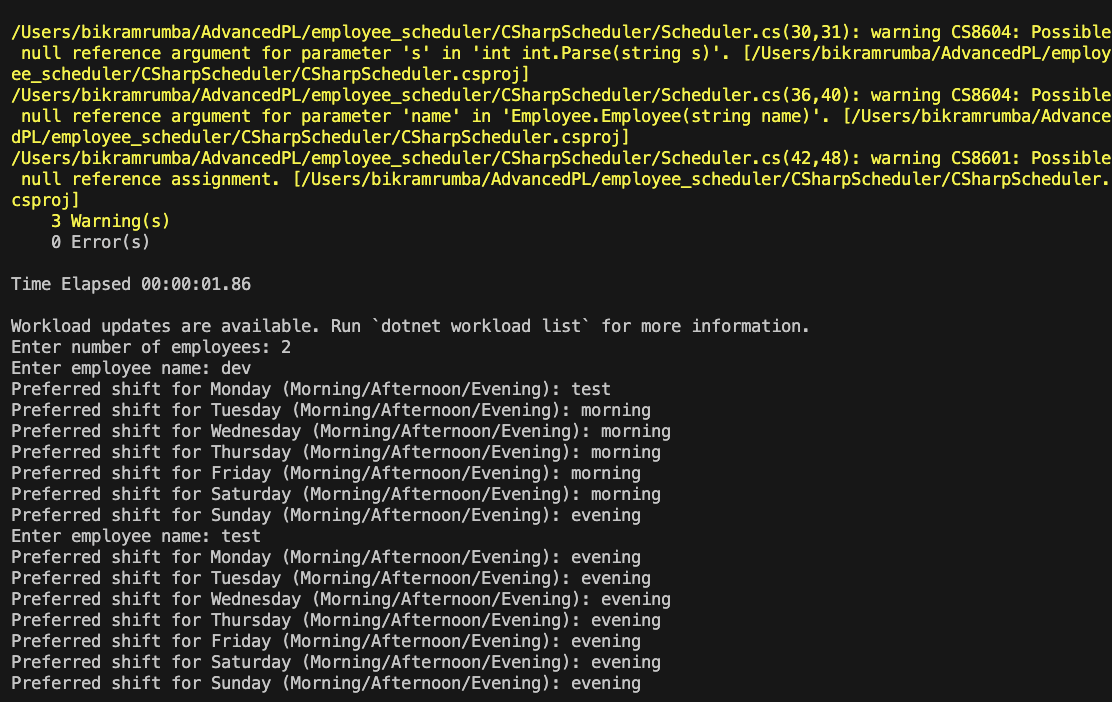 /Users/bikramrumba/AdvancedPL/employee_scheduler/CSharpScheduler/Scheduler.cs(30,31): warning CS8604: Possible
 null reference argument for parameter 's' in 'int int.Parse(string s)'. [/Users/bikramrumba/AdvancedPL/employ
ee_scheduler/CSharpScheduler/CSharpScheduler.csproj]
/Users/bikramrumba/AdvancedPL/employee_scheduler/CSharpScheduler/Scheduler.cs(36,40): warning CS8604: Possible
 null reference argument for parameter 'name' in 'Employee.Employee(string name)'. [/Users/bikramrumba/Advance
dPL/employee_scheduler/CSharpScheduler/CSharpScheduler.csproj]
/Users/bikramrumba/AdvancedPL/employee_scheduler/CSharpScheduler/Scheduler.cs(42,48): warning CS8601: Possible
 null reference assignment. [/Users/bikramrumba/AdvancedPL/employee_scheduler/CSharpScheduler/CSharpScheduler.
csproj]
    3 Warning(s)
    0 Error(s)

Time Elapsed 00:00:01.86

Workload updates are available. Run `dotnet workload list` for more information.
Enter number of employees: 2
Enter employee name: dev
Preferred shift for Monday (Morning/Afternoon/Evening): test
Preferred shift for Tuesday (Morning/Afternoon/Evening): morning
Preferred shift for Wednesday (Morning/Afternoon/Evening): morning
Preferred shift for Thursday (Morning/Afternoon/Evening): morning
Preferred shift for Friday (Morning/Afternoon/Evening): morning
Preferred shift for Saturday (Morning/Afternoon/Evening): morning
Preferred shift for Sunday (Morning/Afternoon/Evening): evening
Enter employee name: test
Preferred shift for Monday (Morning/Afternoon/Evening): evening
Preferred shift for Tuesday (Morning/Afternoon/Evening): evening
Preferred shift for Wednesday (Morning/Afternoon/Evening): evening
Preferred shift for Thursday (Morning/Afternoon/Evening): evening
Preferred shift for Friday (Morning/Afternoon/Evening): evening
Preferred shift for Saturday (Morning/Afternoon/Evening): evening
Preferred shift for Sunday (Morning/Afternoon/Evening): evening